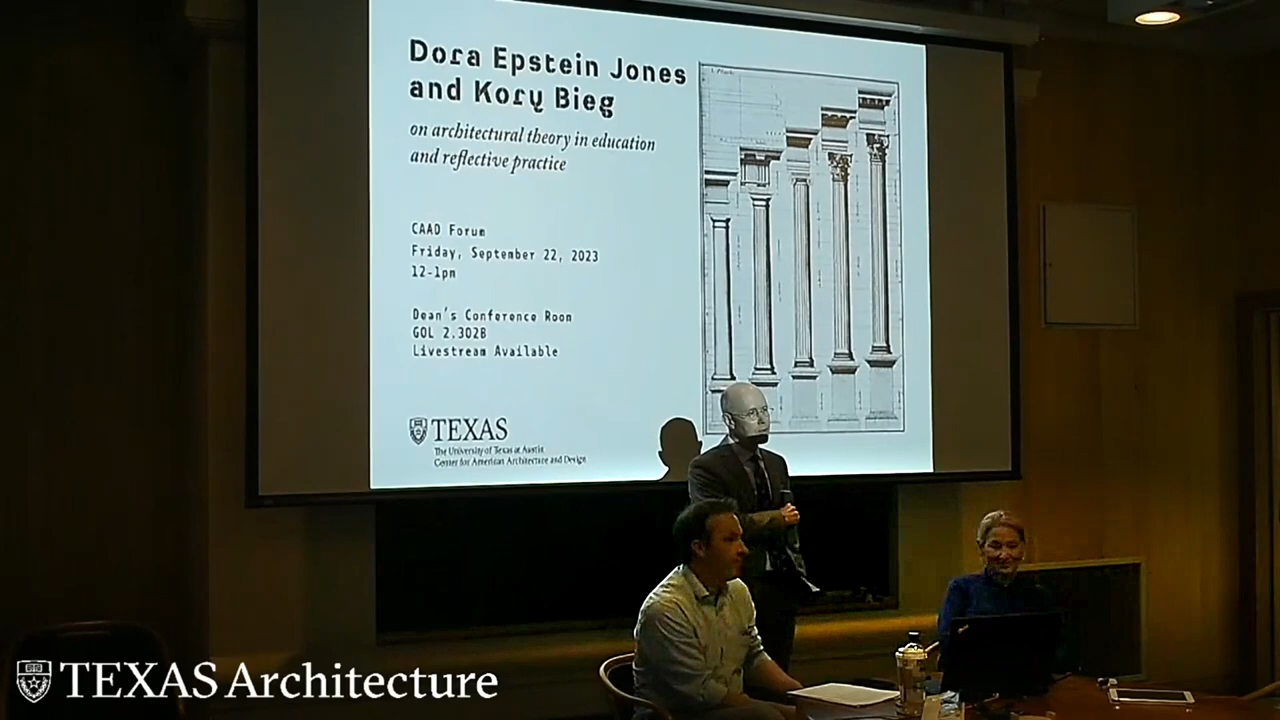 Dora Epstein Jones
and Kory Bieg
on architectural theory in education
and reflective practice
CAAD Forum
Friday, September 22, 2023
12-1pm
Dean's Conference Room
GOL 2.302B
Livestream Available
TEXAS
The University of Texas at Austin
Center for American Architecture and Design
TEXAS Architecture